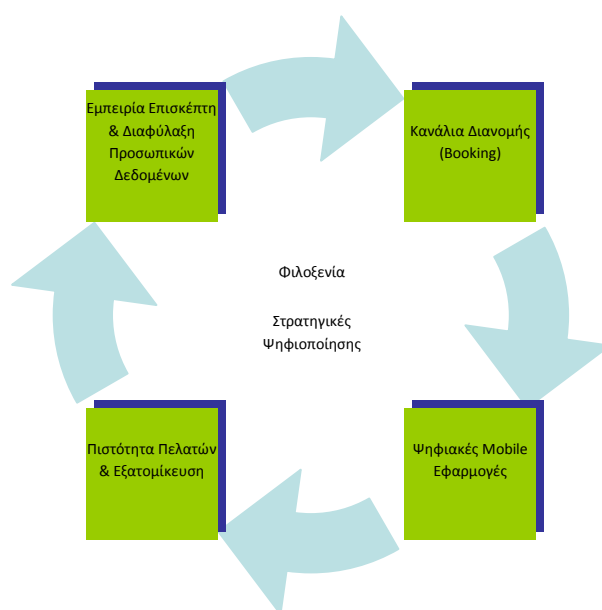 Εμπειρία Επισκέπτη
& Διαφύλαξη
Προσωπικών
Δεδομένων
Κανάλια Διανομής
(Booking)
Φιλοξενία
Στρατηγικές
Ψηφιοποίησης
Πιστότητα Πελατών
& Εξατομίκευση
Ψηφιακές Mobile
Εφαρμογές